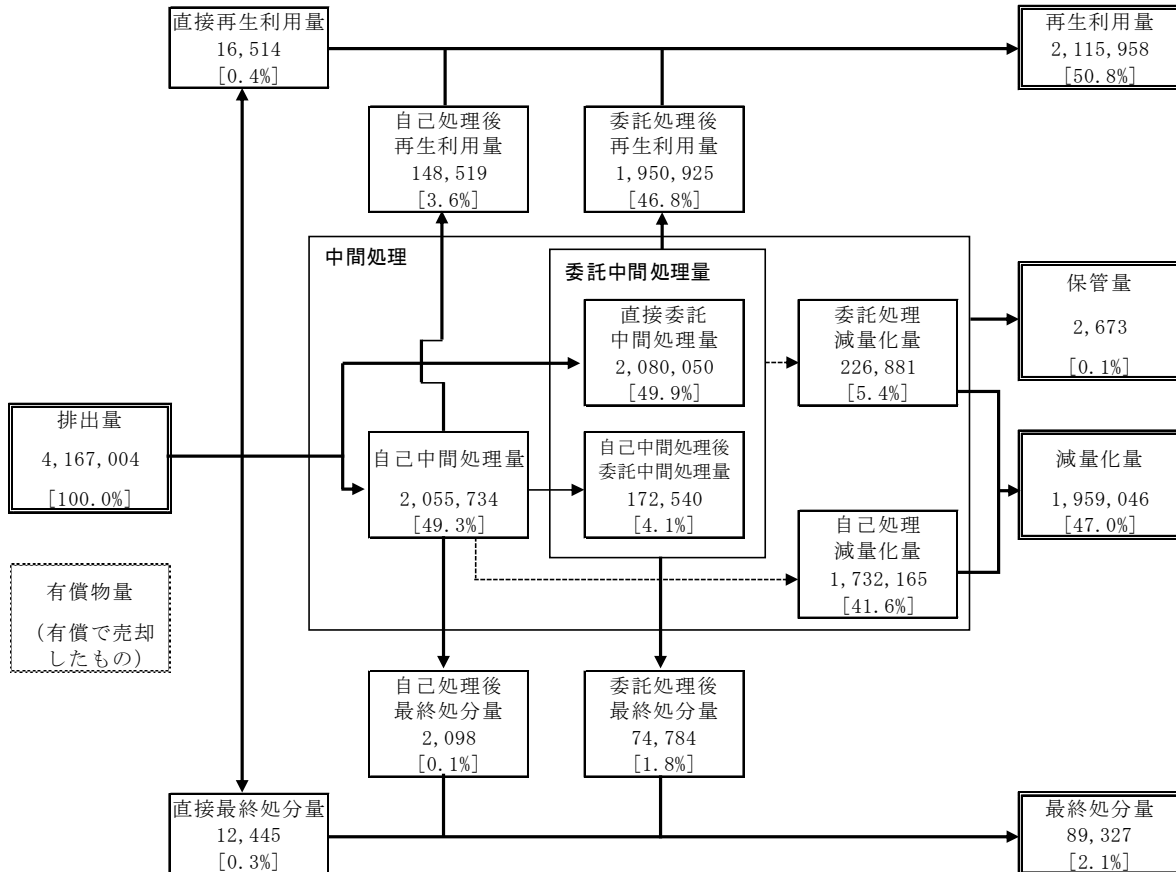 直接再生利用量
16,514
[0.4%]
再生利用量
2,115,958
[50.8%]
自己処理後
再生利用量
148,519
[3.6%]
委託処理後
再生利用量
1,950,925
[46.8%]
中間処理
委託中間処理量
直接委託
中間処理量
2,080,050
[49.9%]
委託処理
減量化量
226,881
[5.4%]
保管量
2,673
[0.1%]
排出量
4,167,004
[100.0%]
自己中間処理量
2,055,734
[49.3%]
自己中間処理後
委託中間処理量
172,540
[4.1%]
減量化量
1,959,046
[47.0%]
自己処理
減量化量
1,732,165
[41.6%]
有償物量
(有償で売却
したもの)
自己処理後
最終処分量
2,098
[0.1%]
委託処理後
最終処分量
74,784
[1.8%]
直接最終処分量
12,445
[0.3%]
最終処分量
89,327
[2.1%]